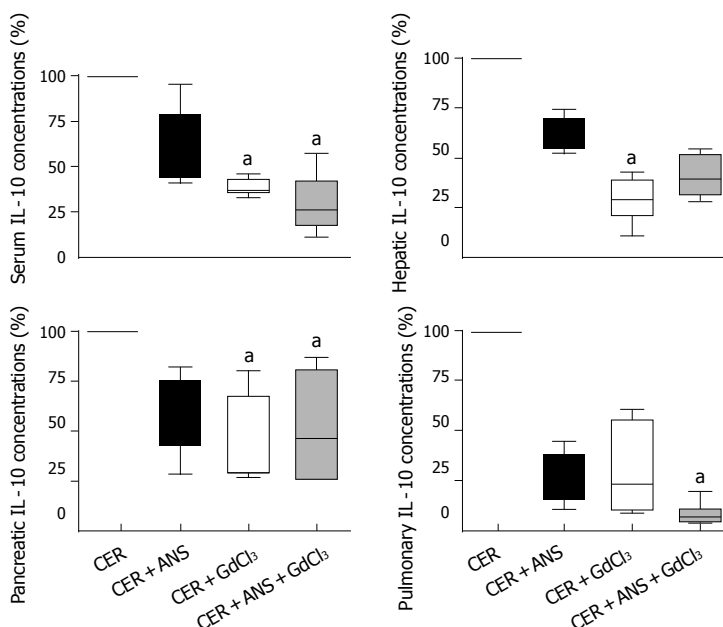 Serum IL-10 concentrations (%)
100
75
50
25
0
a
a
Hepatic IL-10 concentrations (%)
100
75
50
25
0
a
Pancreatic IL-10 concentrations (%)
100
75
50
25
0
a
a
CER
CER + ANS
CER + GdCl₃
CER + ANS + GdCl₃
Pulmonary IL-10 concentrations (%)
100
75
50
25
0
a
CER
CER + ANS
CER + GdCl₃
CER + ANS + GdCl₃